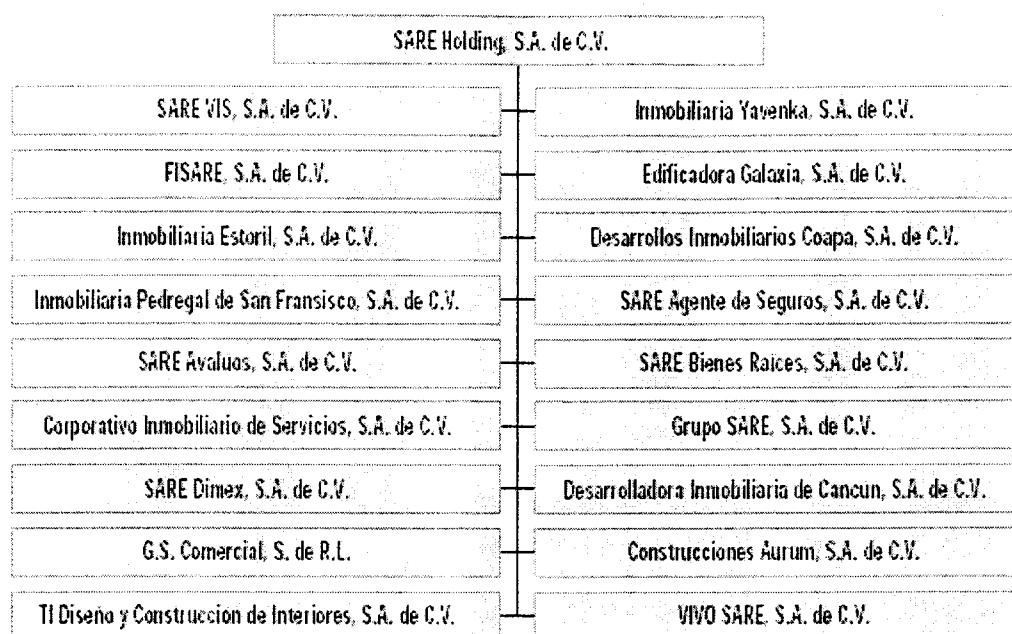 SARE Holding, S.A. de C.V.
SARE VIS, S.A. de C.V.
Inmobiliaria Yavenka, S.A. de C.V.
FISARE, S.A. de C.V.
Edificadora Galaxia, S.A. de C.V.
Inmobiliaria Estoril, S.A. de C.V.
Desarrollos Inmobiliarios Coapa, S.A. de C.V.
Inmobiliaria Pedregal de San Fransisco, S.A. de C.V.
SARE Agente de Seguros, S.A. de C.V.
SARE Avaluos, S.A. de C.V.
SARE Bienes Raices, S.A. de C.V.
Corporativo Inmobiliario de Servicios, S.A. de C.V.
Grupo SARE, S.A. de C.V.
SARE Dimex, S.A. de C.V.
Desarrolladora Inmobiliaria de Cancun, S.A. de C.V.
G.S. Comercial, S. de R.L.
Construcciones Aurum, S.A. de C.V.
TI Diseño y Construccion de Interiores, S.A. de C.V.
VIVO SARE, S.A. de C.V.